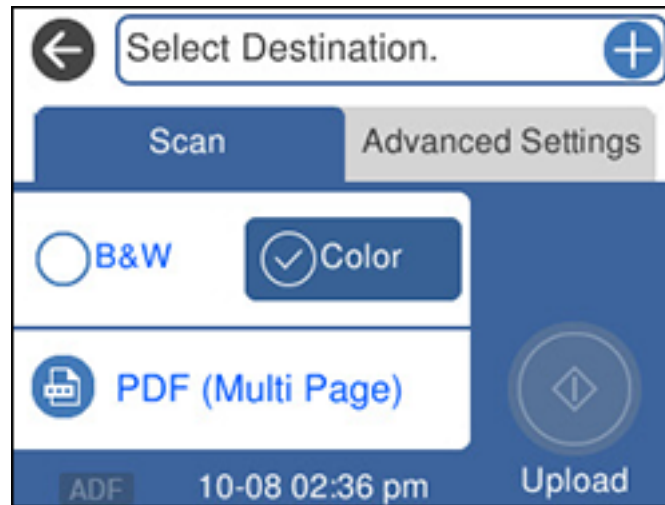 Select Destination.
Scan
Advanced Settings
B&W
Color
PDF (Multi Page)
ADF
10-08 02:36 pm
Upload